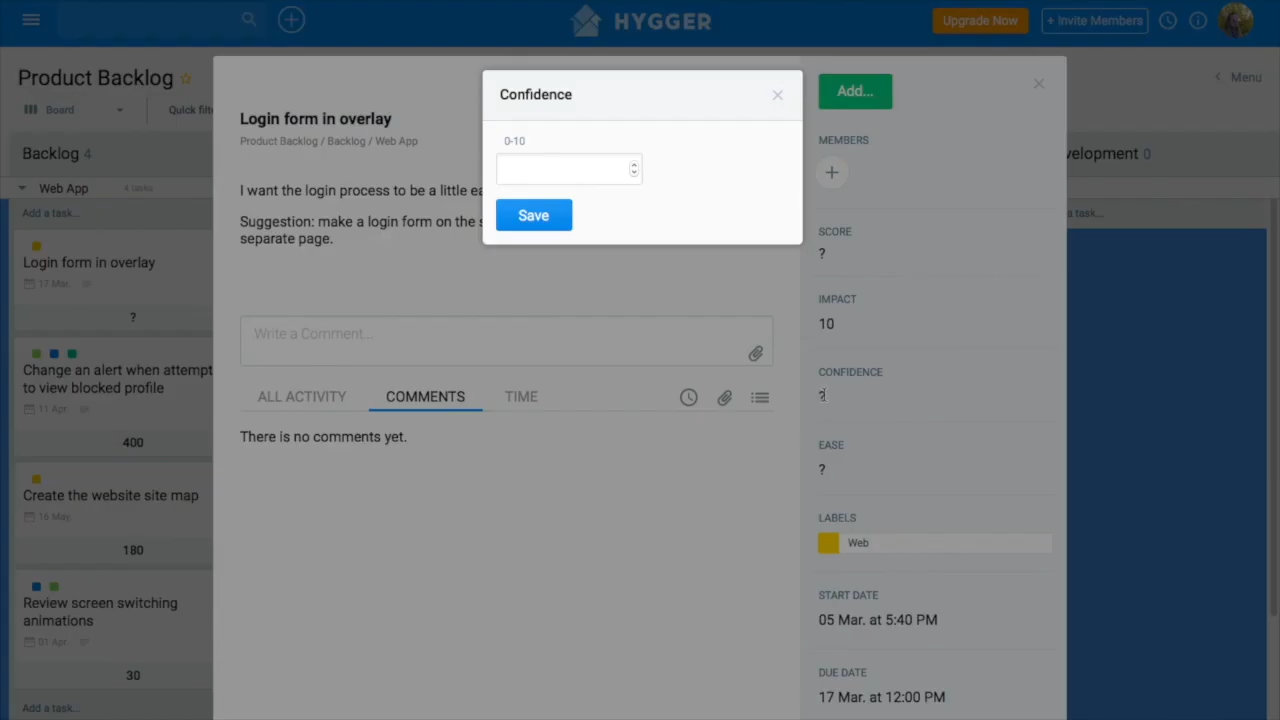 HYGGER
Upgrade Now
+ Invite Members
Product Backlog
Menu
Board
Quick filte
Backlog 4
velopment 0
Web App
4 tasks
Add a task...
a task...
Login form in overlay
17 Mar.
?
Change an alert when attempt
to view blocked profile
11 Apr.
400
Create the website site map
16 May.
180
Review screen switching
animations
01 Apr.
30
Add a task...
Login form in overlay
Product Backlog / Backlog / Web App
I want the login process to be a little ea
Suggestion: make a login form on the s
separate page.
Write a Comment...
ALL ACTIVITY
COMMENTS
TIME
There is no comments yet.
Confidence
0-10
Save
Add...
MEMBERS
SCORE
?
IMPACT
10
CONFIDENCE
?
EASE
?
LABELS
Web
START DATE
05 Mar. at 5:40 PM
DUE DATE
17 Mar. at 12:00 PM